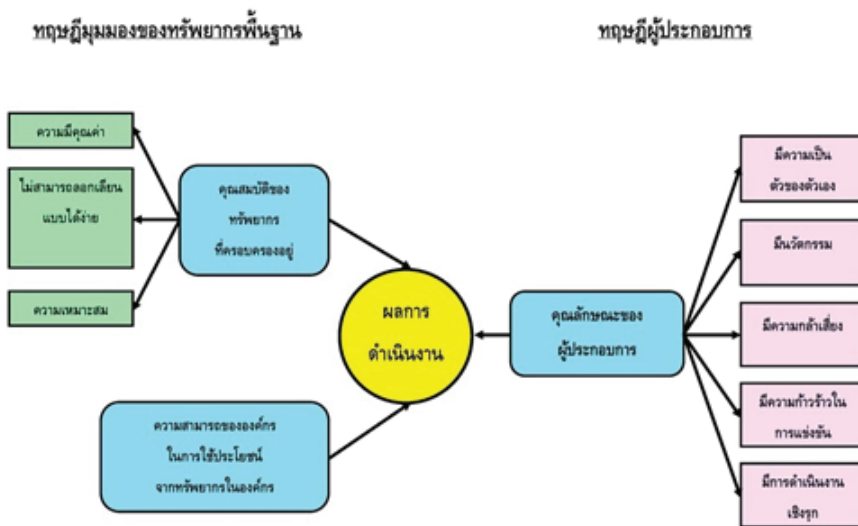 ทฤษฎีมุมมองของทรัพยากรพื้นฐาน
ทฤษฎีผู้ประกอบการ
ความมีคุณค่า
ไม่สามารถลอกเลียน
แบบได้ง่าย
ความเหมาะสม
คุณสมบัติของ
ทรัพยากร
ที่ครอบครองอยู่
ความสามารถขององค์กร
ในการใช้ประโยชน์
จากทรัพยากรในองค์กร
ผลการ
ดำเนินงาน
คุณลักษณะของ
ผู้ประกอบการ
มีความเป็น
ตัวของตัวเอง
มีนวัตกรรม
มีความกล้าเสี่ยง
มีความก้าวร้าวใน
การแข่งขัน
มีการดำเนินงาน
เชิงรุก